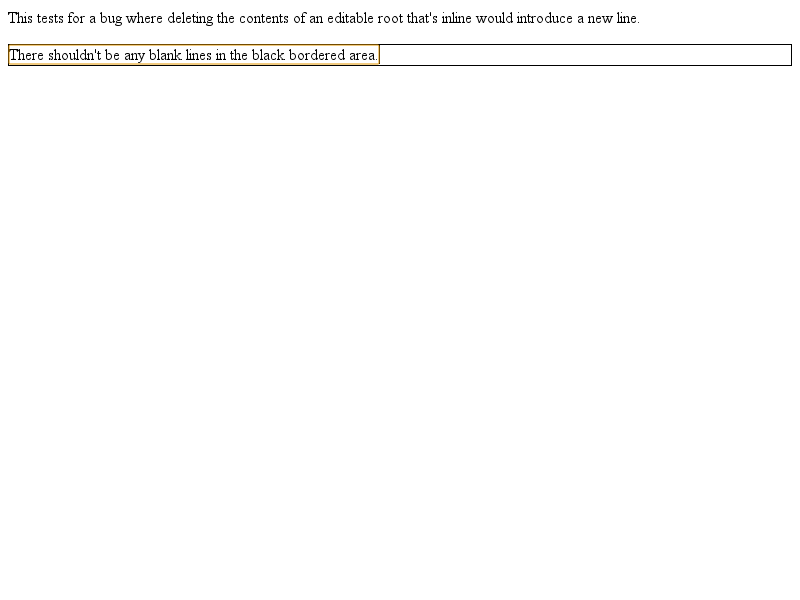 This tests for a bug where deleting the contents of an editable root that's inline would introduce a new line.
There shouldn't be any blank lines in the black bordered area.